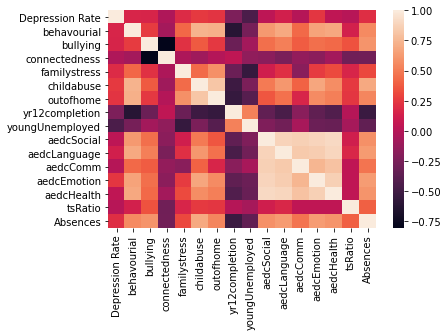 Depression Rate
behavourial
bullying
connectedness
familystress
childabuse
outofhome
yr12completion
youngUnemployed
aedcSocial
aedcLanguage
aedcComm
aedcEmotion
aedcHealth
tsRatio
Absences
Depression Rate
behavourial
bullying
connectedness
familystress
childabuse
outofhome
yr12completion
youngUnemployed
aedcSocial
aedcLanguage
aedcComm
aedcEmotion
aedcHealth
tsRatio
Absences
1.00
0.75
0.50
0.25
0.00
-0.25
-0.50
-0.75